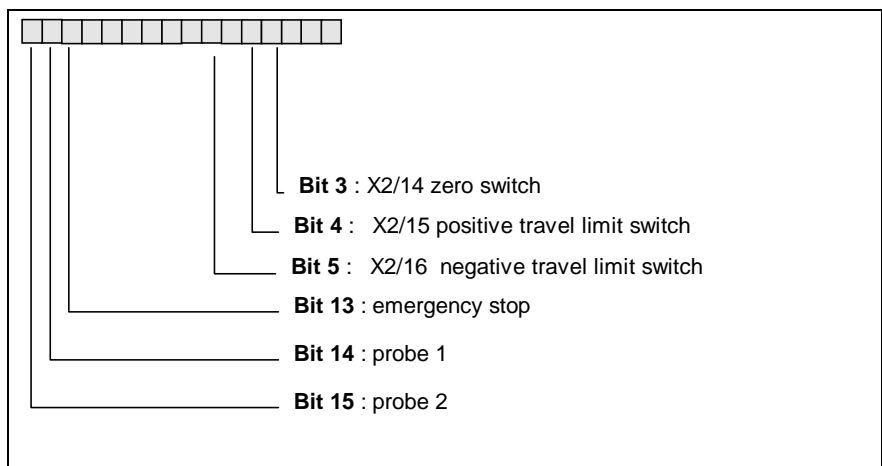 Bit 3 : X2/14 zero switch
Bit 4 : X2/15 positive travel limit switch
Bit 5 : X2/16 negative travel limit switch
Bit 13 : emergency stop
Bit 14 : probe 1
Bit 15 : probe 2